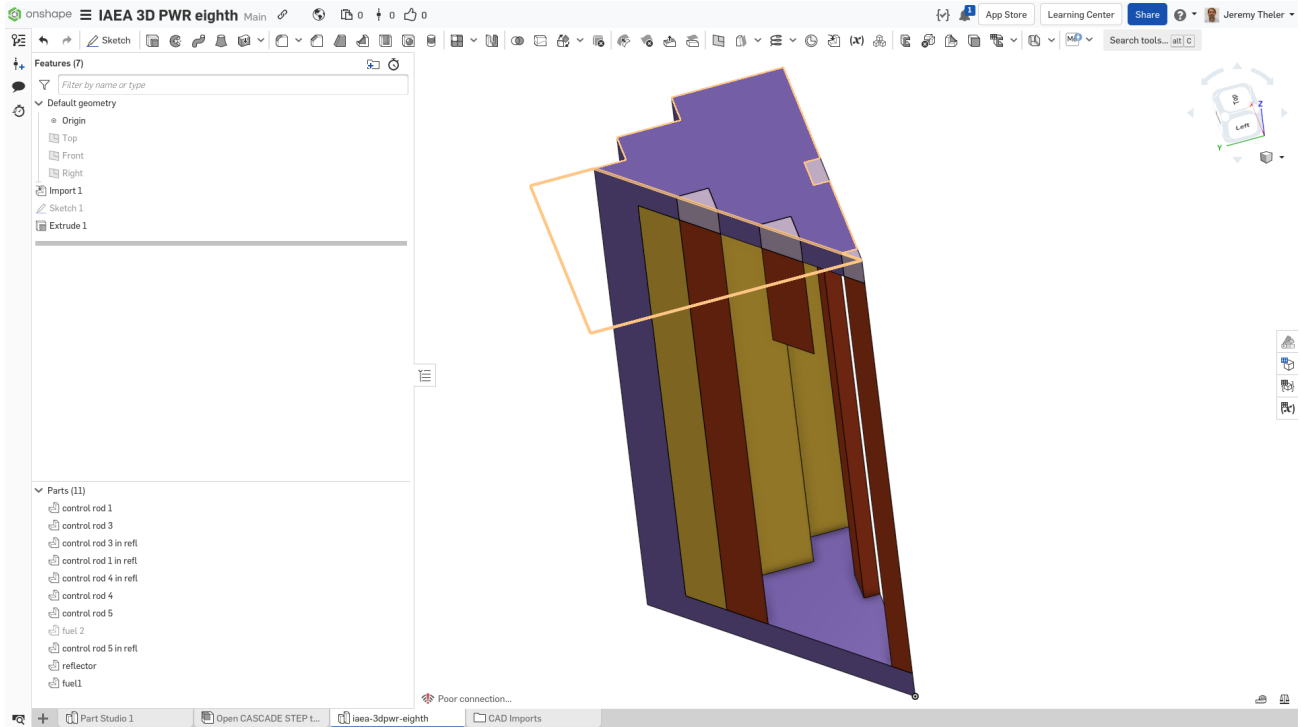 onshape IAEA 3D PWR eighth Main 0 0 0 1 App Store Learning Center Share Jeremy Theler
Sketch Search tools... alt C
Features (7)
Filter by name or type
Default geometry
Origin
Top
Front
Right
Import 1
Sketch 1
Extrude 1
Top
Left
Z
Y
Parts (11)
control rod 1
control rod 3
control rod 3 in refl
control rod 1 in refl
control rod 4 in refl
control rod 4
control rod 5
fuel 2
control rod 5 in refl
reflector
fuel1
Poor connection...
Part Studio 1 Open CASCADE STEP t... iaea-3dpwr-eighth CAD Imports